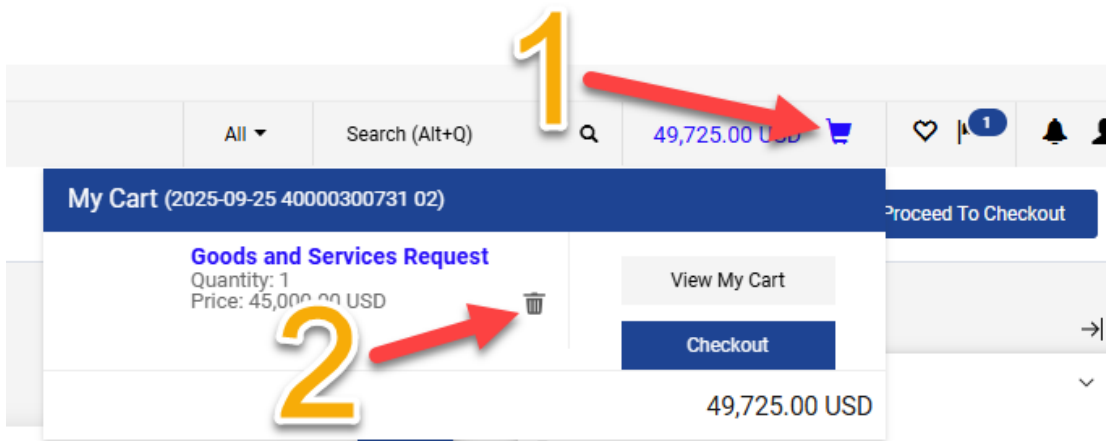 1
All
Search (Alt+Q)
49,725.00 USD
1
My Cart (2025-09-25 40000300731 02)
Proceed To Checkout
Goods and Services Request
Quantity: 1
Price: 45,000.00 USD
View My Cart
2
Checkout
49,725.00 USD